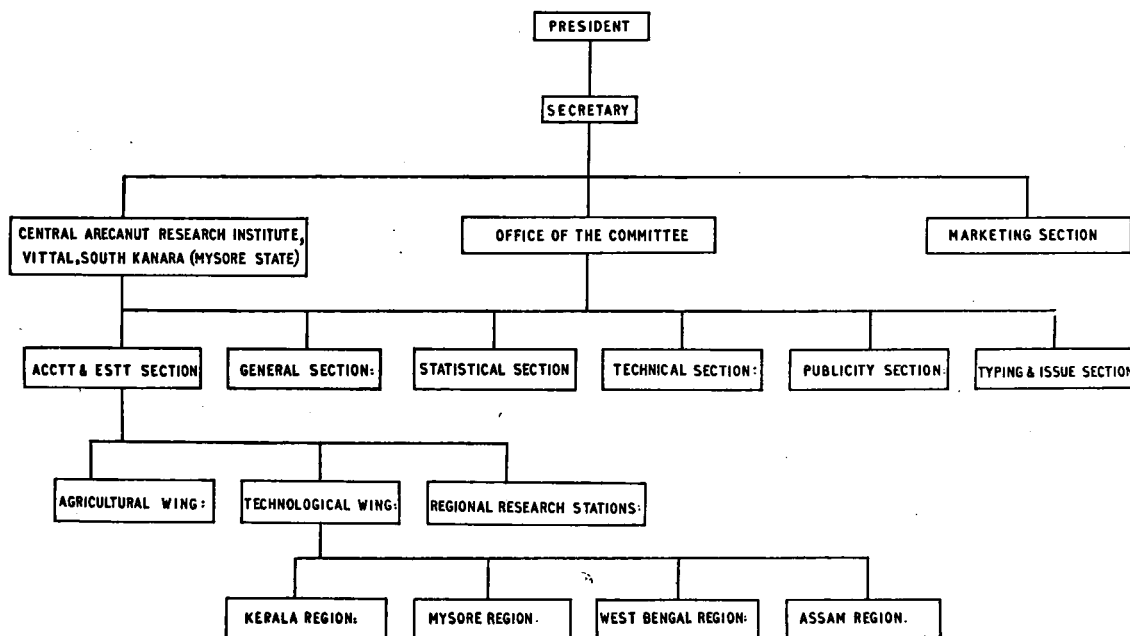 PRESIDENT
SECRETARY
CENTRAL ARECANUT RESEARCH INSTITUTE,
VITTAL, SOUTH KANARA (MYSORE STATE)
OFFICE OF THE COMMITTEE
MARKETING SECTION
ACCTT & ESTT SECTION
GENERAL SECTION:
STATISTICAL SECTION
TECHNICAL SECTION:
PUBLICITY SECTION:
TYPING & ISSUE SECTION
AGRICULTURAL WING:
TECHNOLOGICAL WING:
REGIONAL RESEARCH STATIONS:
KERALA REGION:
MYSORE REGION.
WEST BENGAL REGION:
ASSAM REGION.